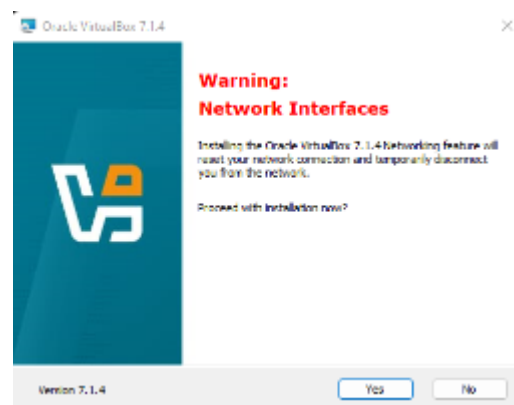 Oracle VirtualBox 7.1.4
Warning:
Network Interfaces
Installing the Oracle VirtualBox 7.1.4 Networking feature will
reset your network connection and temporarily disconnect
you from the network.
Proceed with installation now?
Version 7.1.4
Yes
No